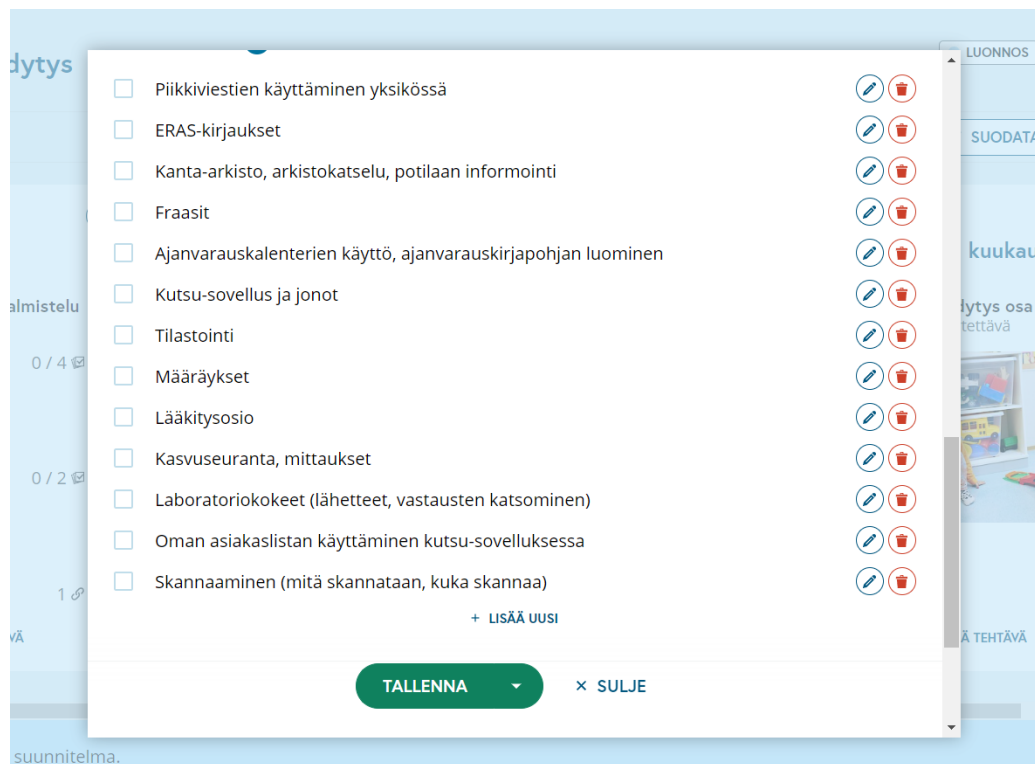 dytys
LUONNOS
SUODATA
Piikkiviestien käyttäminen yksikössä
ERAS-kirjaukset
Kanta-arkisto, arkistokatselu, potilaan informointi
Fraasit
Ajanvarauskalenterien käyttö, ajanvarauskirjapohjan luominen
kuukau
Kutsu-sovellus ja jonot
almistelu
dytys osa
tettävä
Tilastointi
0 / 4
Määräykset
Lääkitysosio
Kasvuseuranta, mittaukset
0 / 2
Laboratoriokokeet (lähetteet, vastausten katsominen)
Oman asiakaslistan käyttäminen kutsu-sovelluksessa
Skannaaminen (mitä skannataan, kuka skannaa)
1
+ LISÄÄ UUSI
VÄ
Ä TEHTÄVÄ
TALLENNA
× SULJE
suunnitelma.